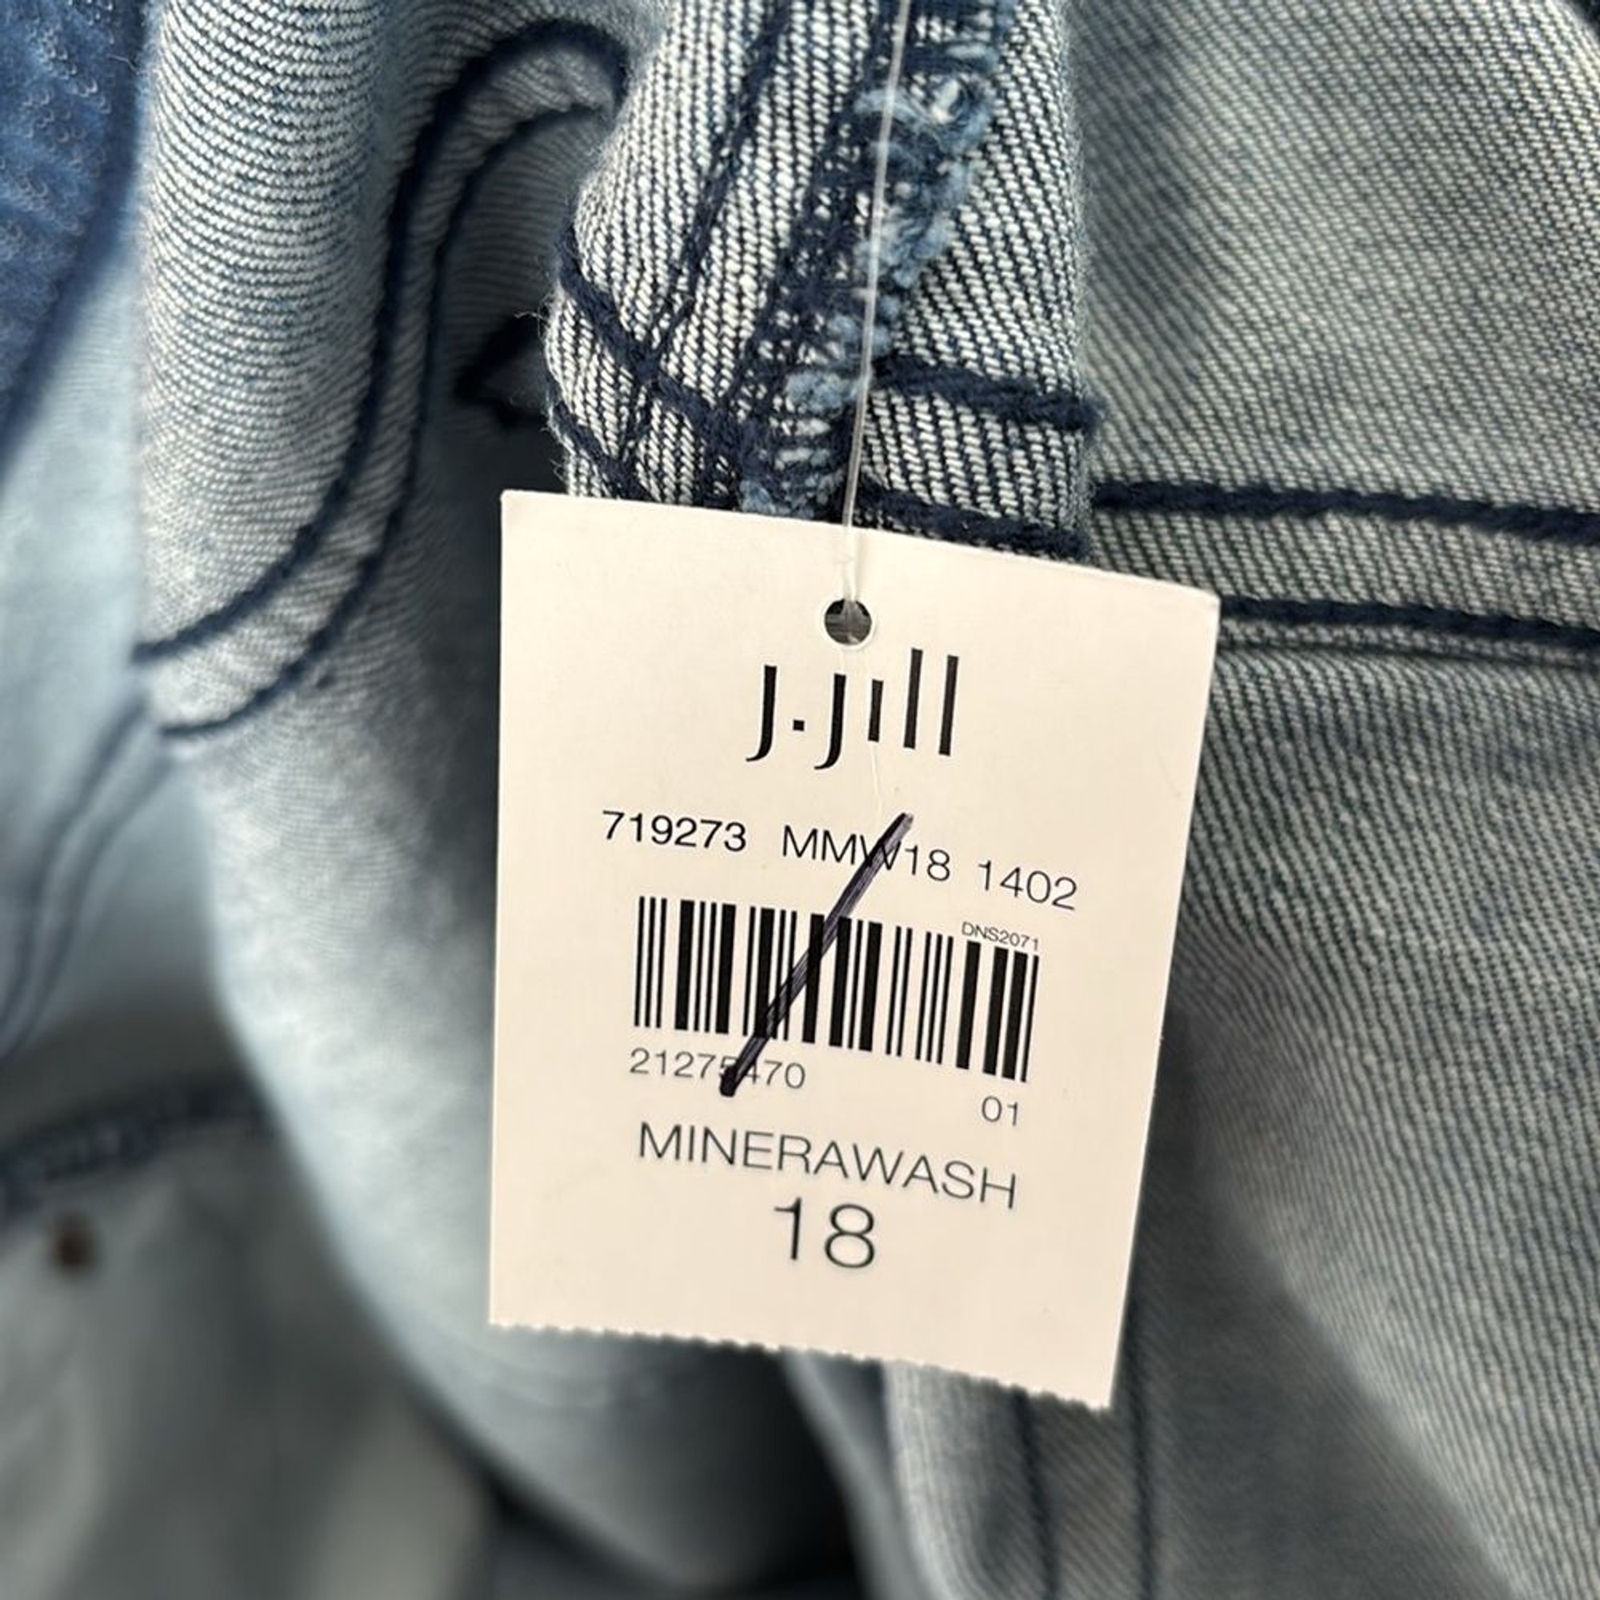 J.Jill
719273 MMW18 1402
DNS2071
21275470
01
MINERAWASH
18